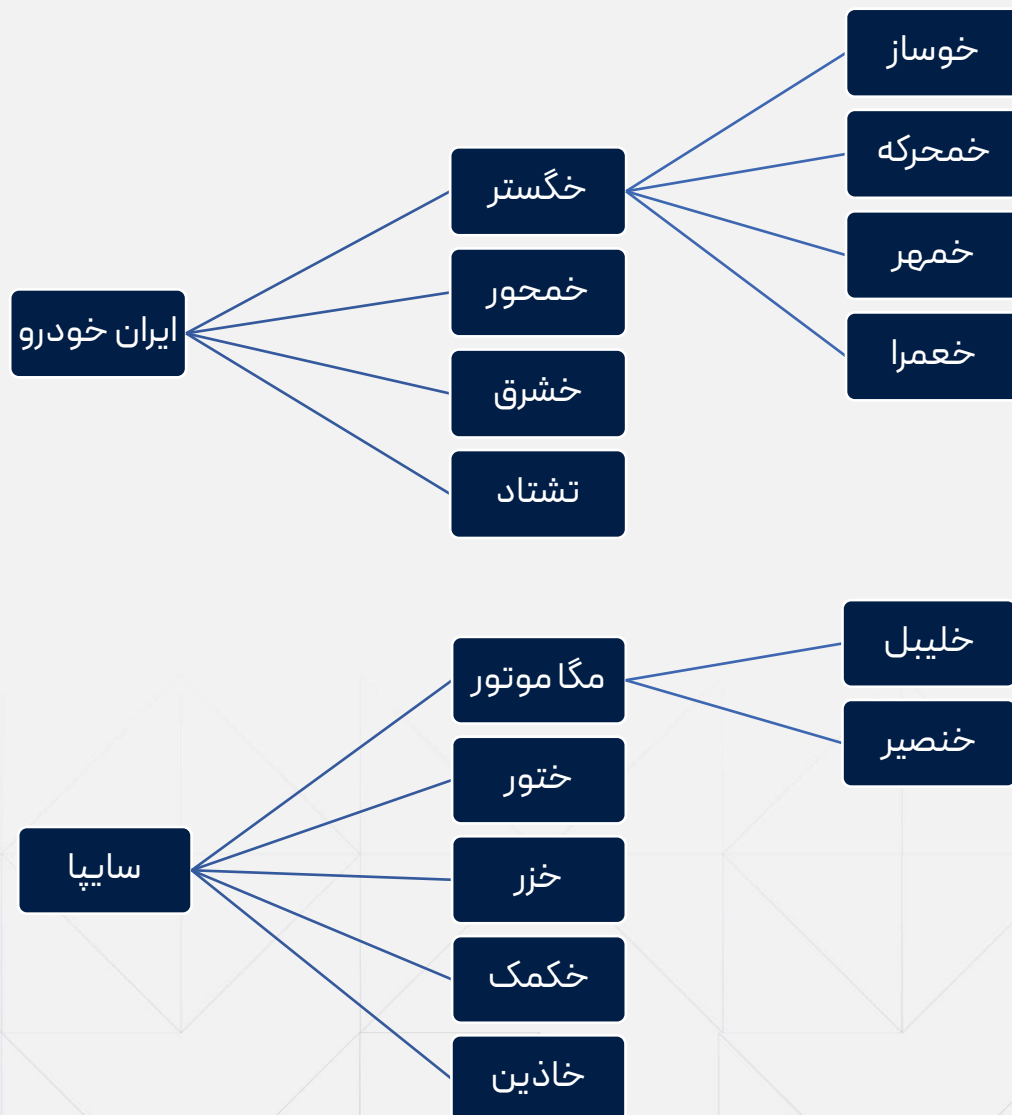 ایران خودرو
خگستر
خمحور
خشرق
تشتاد
خوساز
خمحرکه
خمهر
خعمرا
سایپا
مگا موتور
ختور
خزر
خکمک
خاذین
خلیبل
خنصیر